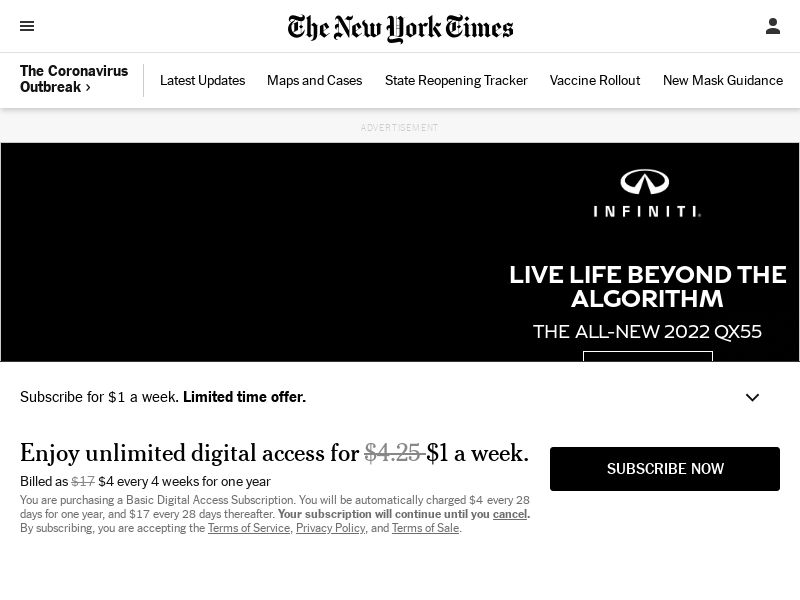 The New York Times
The Coronavirus
Outbreak ›
Latest Updates
Maps and Cases
State Reopening Tracker
Vaccine Rollout
New Mask Guidance
ADVERTISEMENT
INFINITI.
LIVE LIFE BEYOND THE
ALGORITHM
THE ALL-NEW 2022 QX55
Subscribe for $1 a week. Limited time offer.
Enjoy unlimited digital access for $4.25 $1 a week.
Billed as $17 $4 every 4 weeks for one year
You are purchasing a Basic Digital Access Subscription. You will be automatically charged $4 every 28
days for one year, and $17 every 28 days thereafter. Your subscription will continue until you cancel.
By subscribing, you are accepting the Terms of Service, Privacy Policy, and Terms of Sale.
SUBSCRIBE NOW